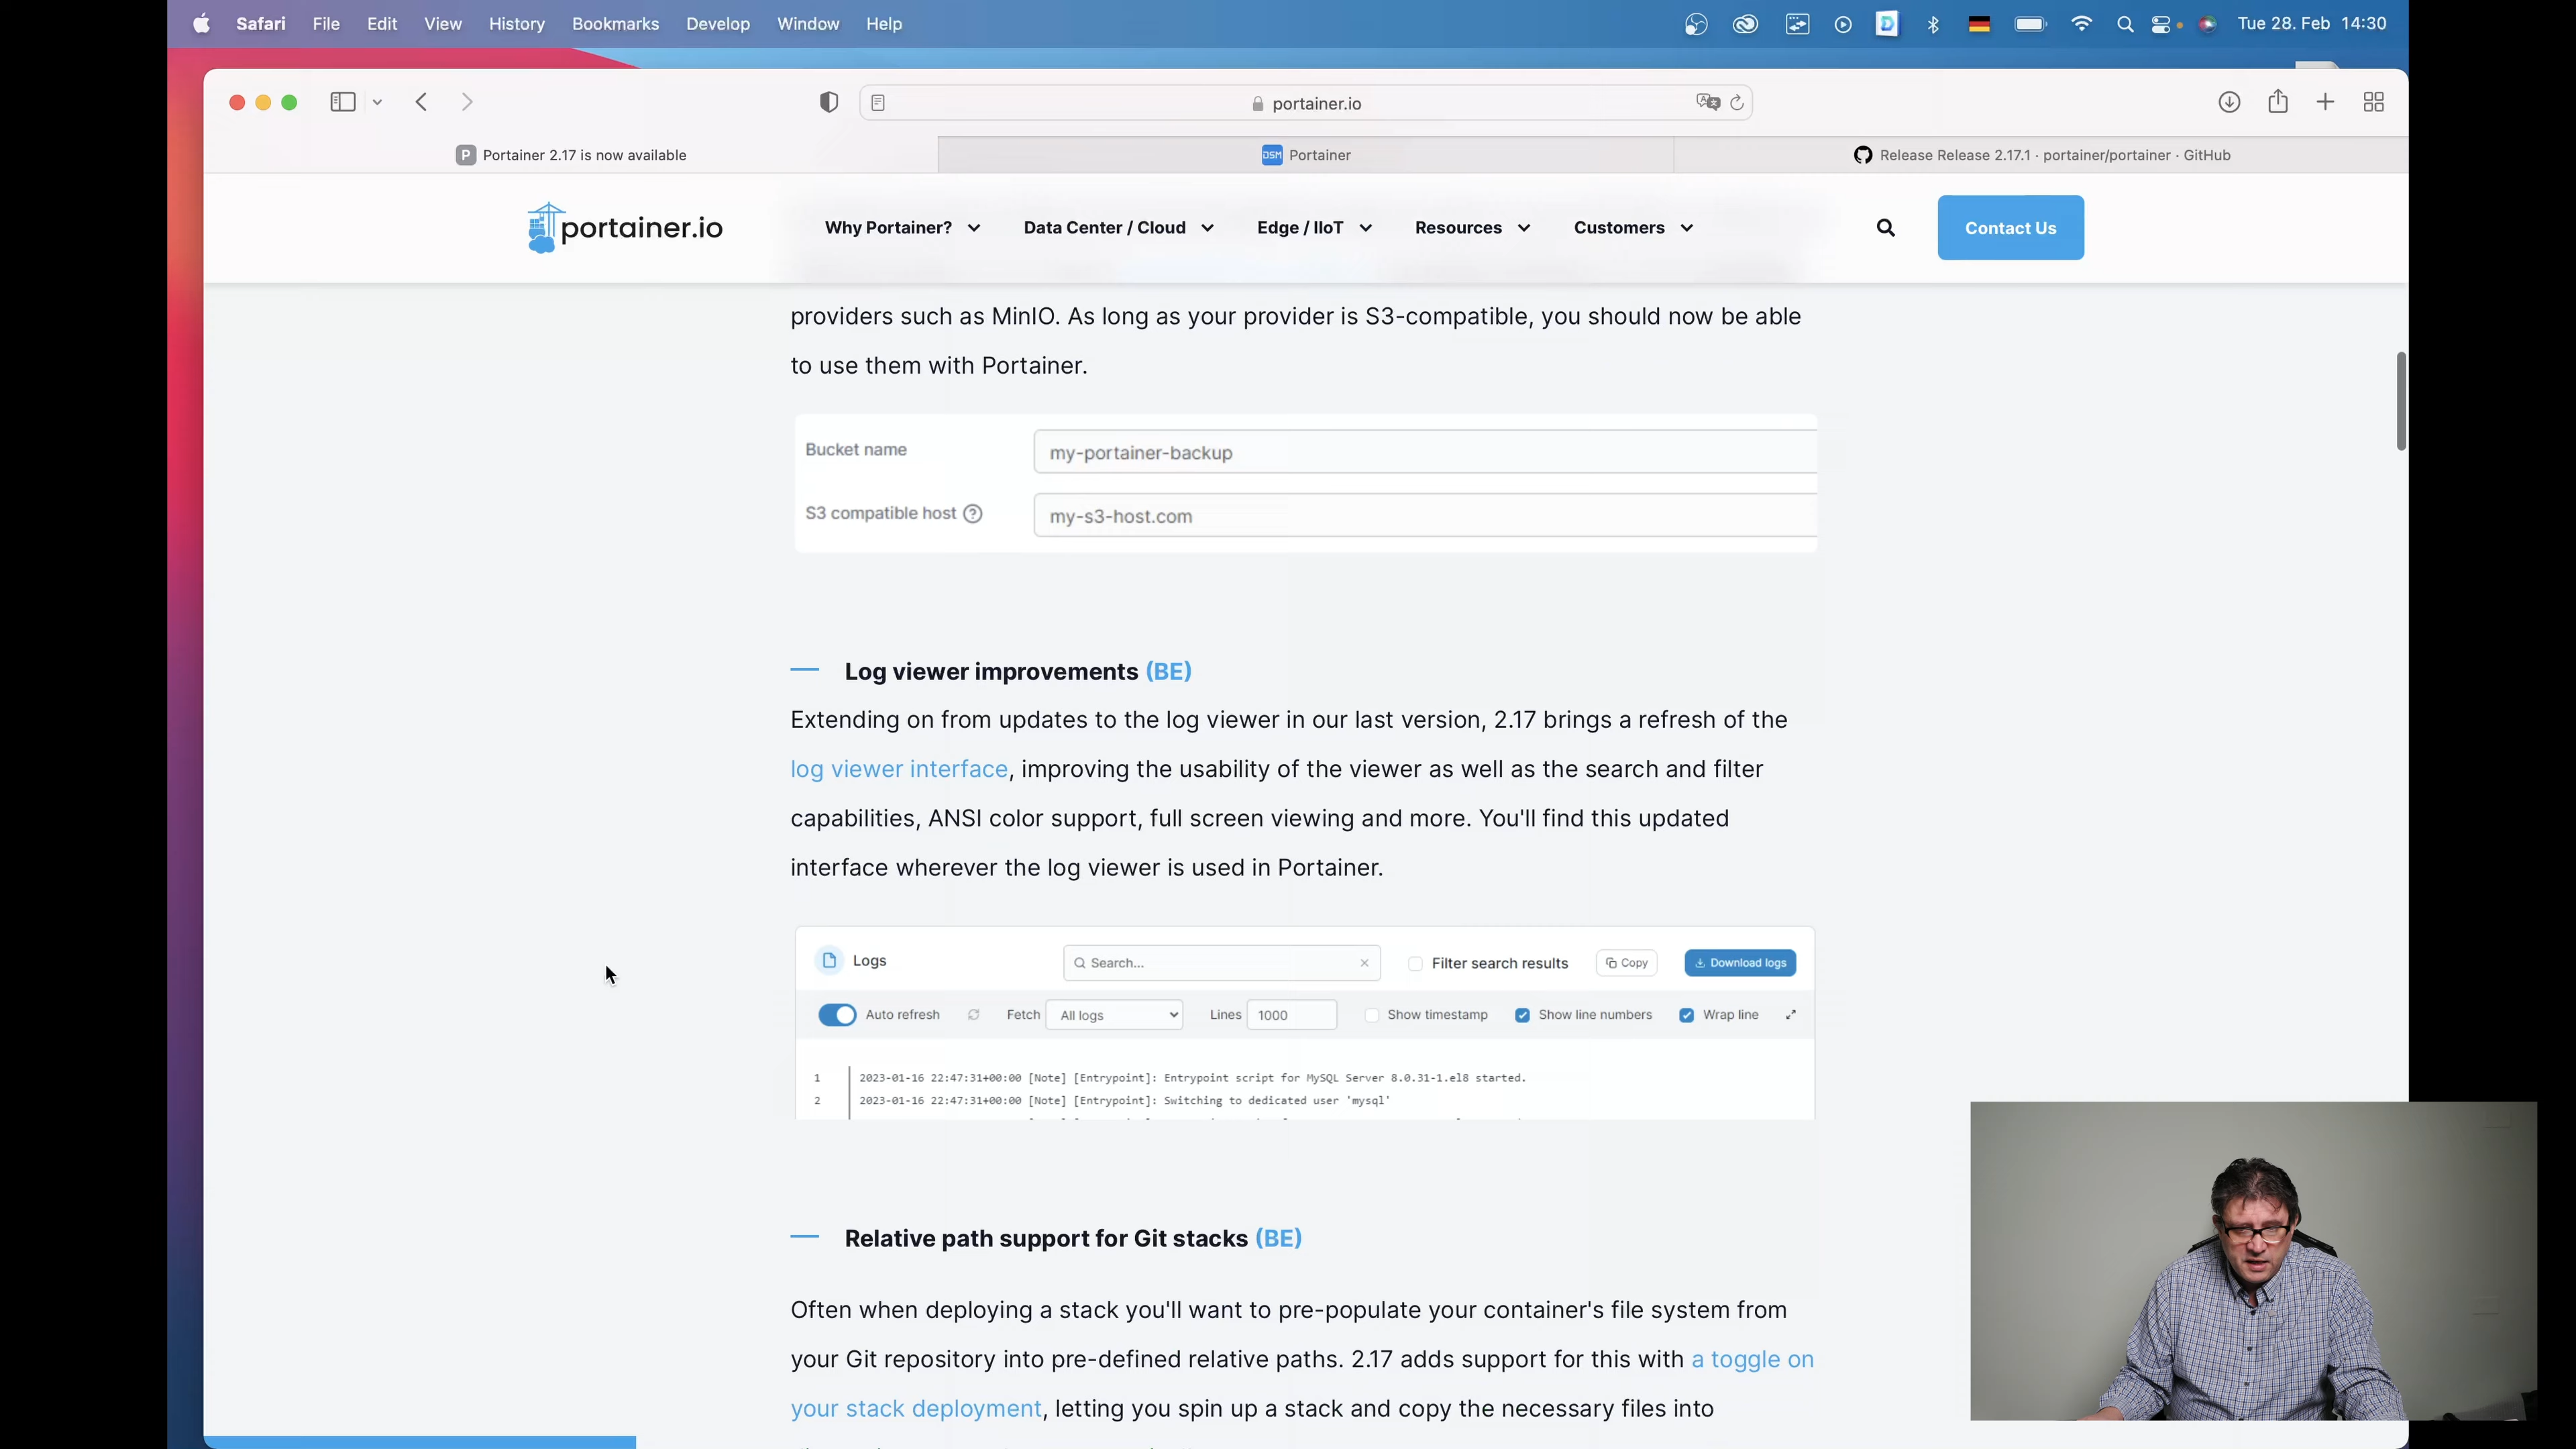 Safari File Edit View History Bookmarks Develop Window Help
Tue 28. Feb 14:30
portainer.io
P Portainer 2.17 is now available
DSM Portainer
Release Release 2.17.1 · portainer/portainer · GitHub
portainer.io
Why Portainer? Data Center / Cloud Edge / IIoT Resources Customers
Contact Us
providers such as MinIO. As long as your provider is S3-compatible, you should now be able
to use them with Portainer.
Bucket name my-portainer-backup
S3 compatible host my-s3-host.com
Log viewer improvements (BE)
Extending on from updates to the log viewer in our last version, 2.17 brings a refresh of the
log viewer interface, improving the usability of the viewer as well as the search and filter
capabilities, ANSI color support, full screen viewing and more. You'll find this updated
interface wherever the log viewer is used in Portainer.
Logs Search... Filter search results Copy Download logs
Auto refresh Fetch All logs Lines 1000 Show timestamp Show line numbers Wrap line
1 2023-01-16 22:47:31+00:00 [Note] [Entrypoint]: Entrypoint script for MySQL Server 8.0.31-1.el8 started.
2 2023-01-16 22:47:31+00:00 [Note] [Entrypoint]: Switching to dedicated user 'mysql'
Relative path support for Git stacks (BE)
Often when deploying a stack you'll want to pre-populate your container's file system from
your Git repository into pre-defined relative paths. 2.17 adds support for this with a toggle on
your stack deployment, letting you spin up a stack and copy the necessary files into